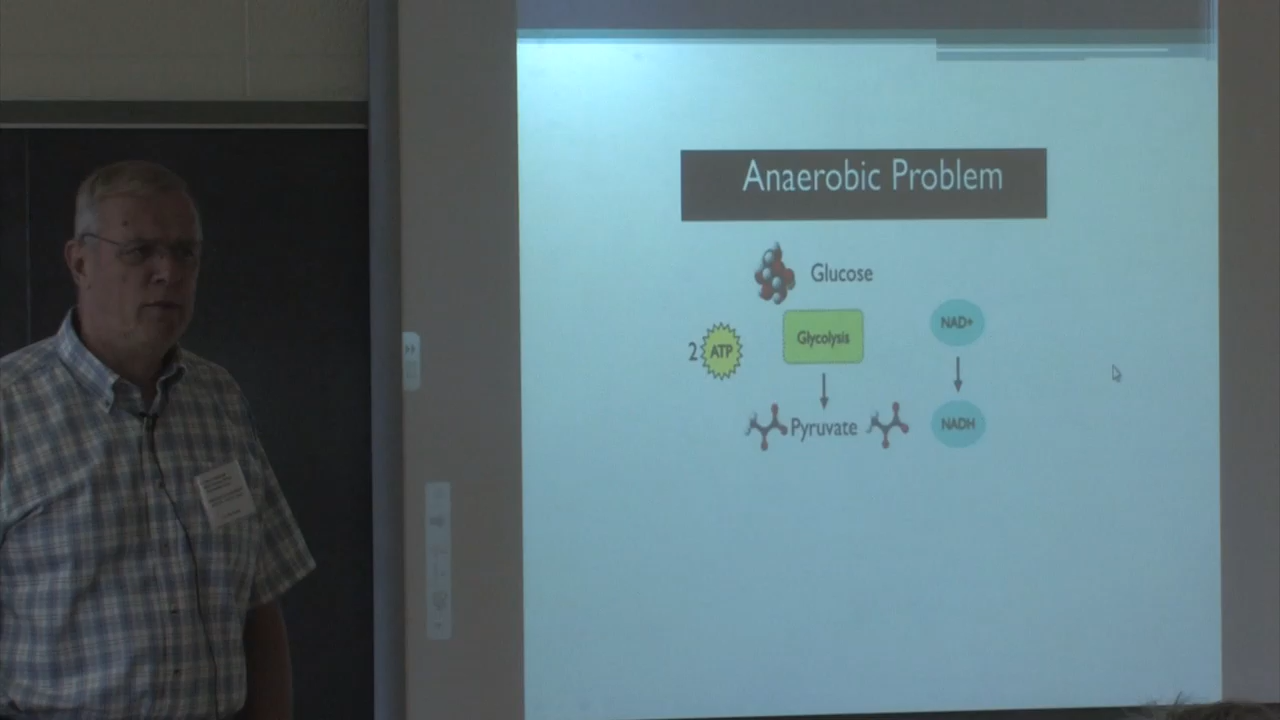 Anaerobic Problem
Glucose
NAD+
Glycolysis
2 ATP
Pyruvate
NADH